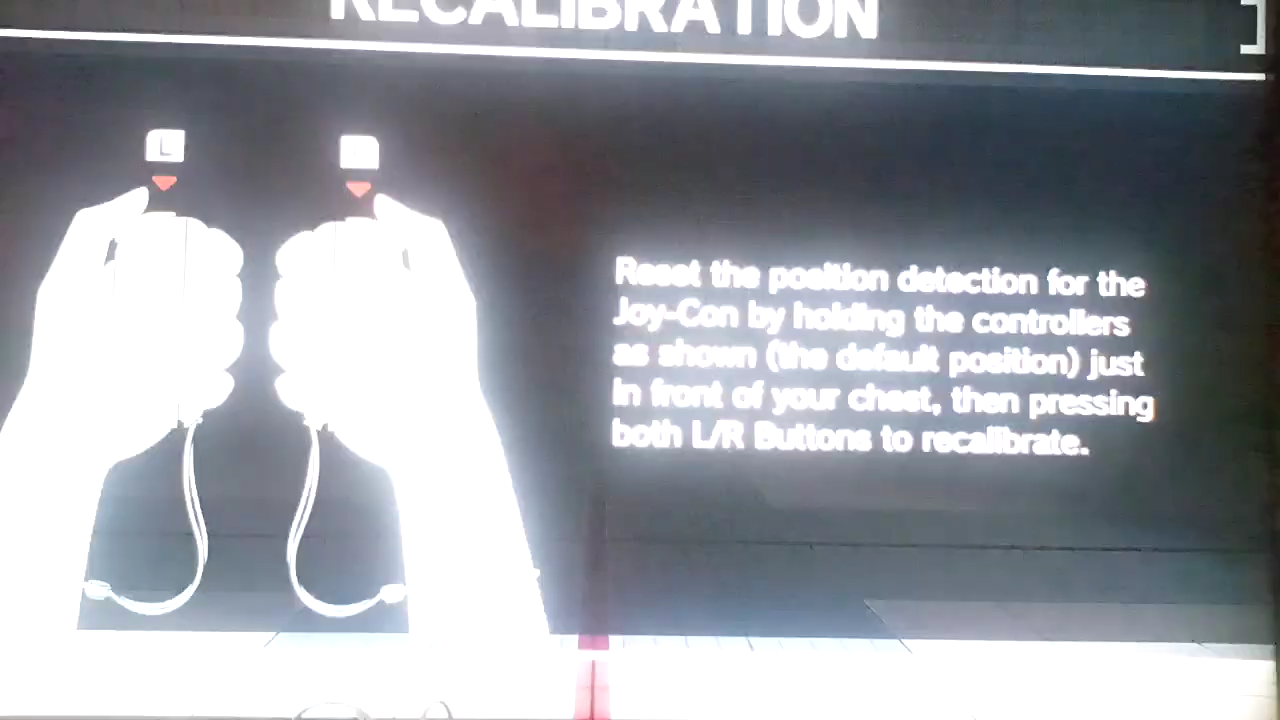 RECALIBRATION
L
Reset the position detection for the
Joy-Con by holding the controllers
as shown (the default position) just
in front of your chest, then pressing
both L/R Buttons to recalibrate.